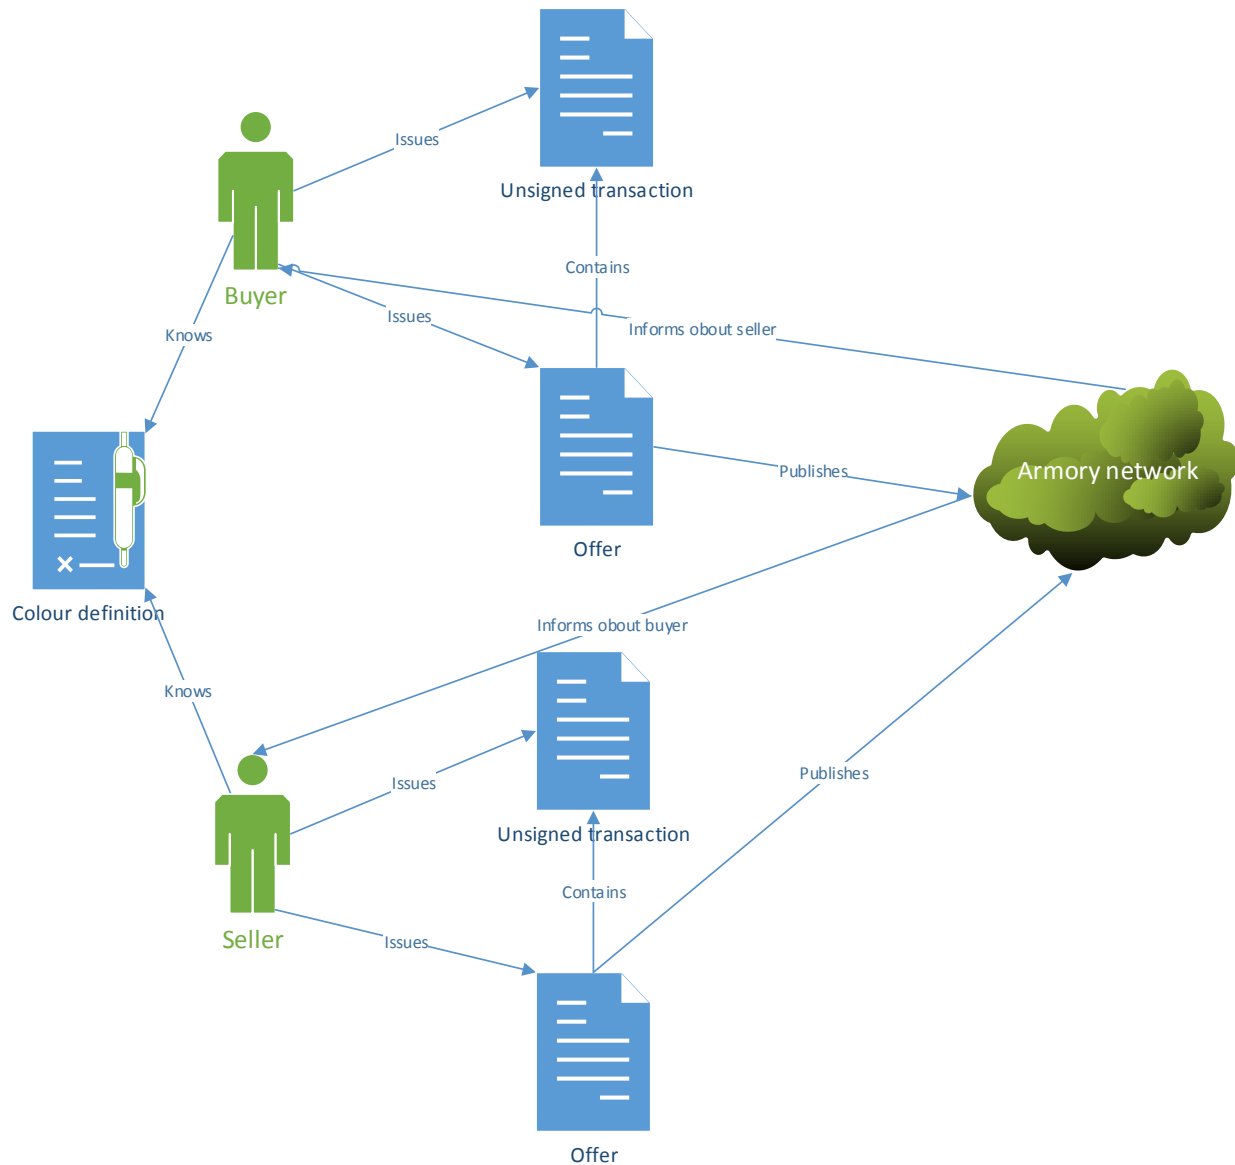 Issues
Unsigned transaction
Contains
Buyer
Issues
Informs obout seller
Knows
Publishes
Armory network
Offer
Colour definition
Informs obout buyer
Knows
Issues
Publishes
Unsigned transaction
Contains
Seller
Issues
Offer